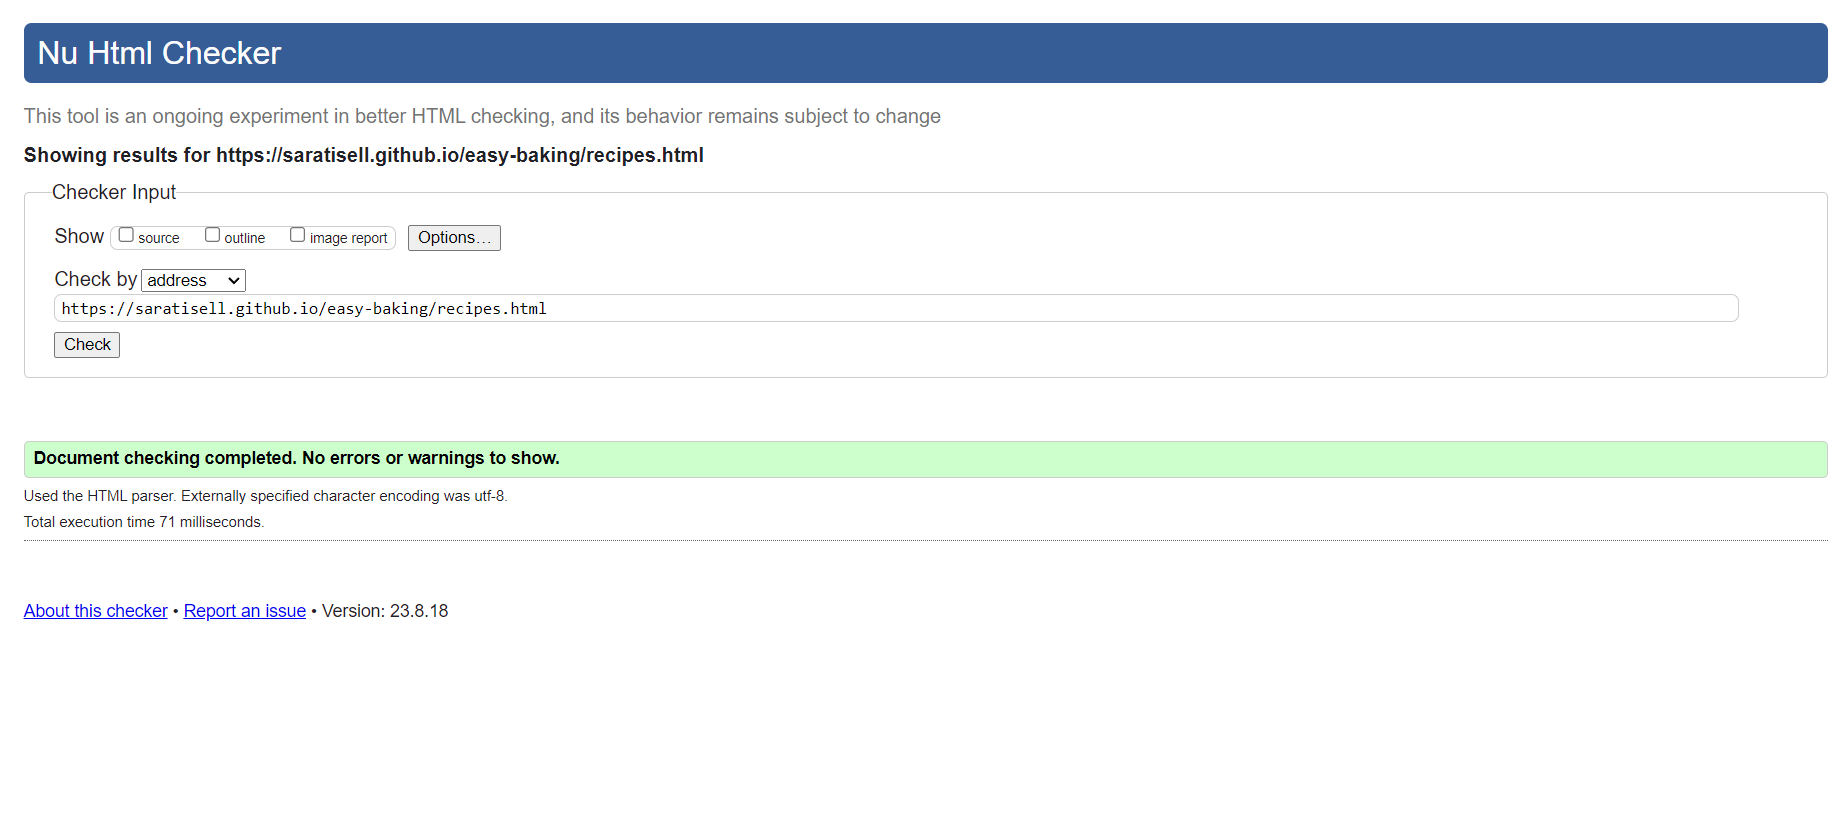 Nu Html Checker
This tool is an ongoing experiment in better HTML checking, and its behavior remains subject to change
Showing results for https://saratisell.github.io/easy-baking/recipes.html
Checker Input
Show source outline image report Options...
Check by address
https://saratisell.github.io/easy-baking/recipes.html
Check
Document checking completed. No errors or warnings to show.
Used the HTML parser. Externally specified character encoding was utf-8.
Total execution time 71 milliseconds.
About this checker • Report an issue • Version: 23.8.18